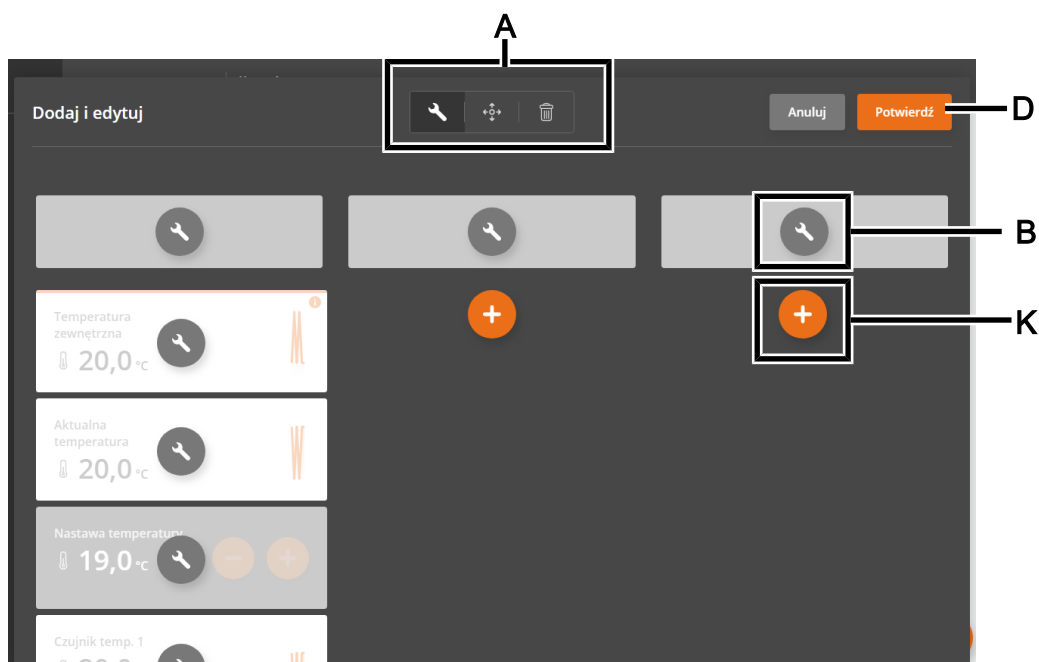 A
Dodaj i edytuj
Anuluj
Potwierdź
D
B
K
Temperatura
zewnętrzna
20,0 °C
Aktualna
temperatura
20,0 °C
Nastawa temperatury
19,0 °C
Czujnik temp. 1